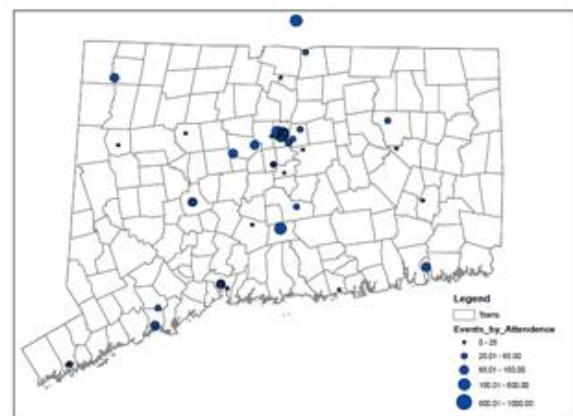 Legend
Towns
Events_by_Attendence
0 - 25
25.01 - 65.00
65.01 - 150.00
150.01 - 600.00
600.01 - 1000.00